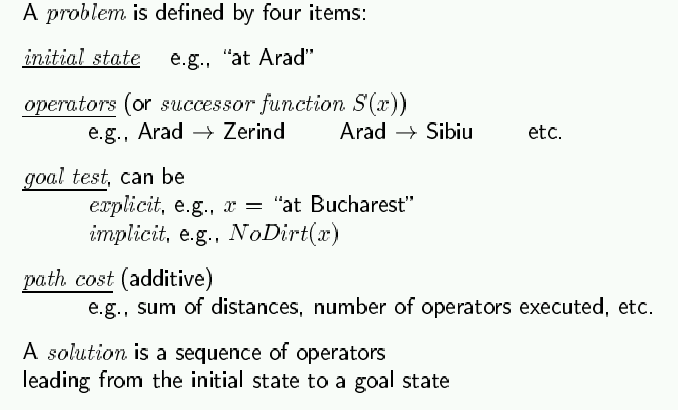 A problem is defined by four items:
initial state e.g., “at Arad”
operators (or successor function S(x))
e.g., Arad → Zerind Arad → Sibiu etc.
goal test, can be
explicit, e.g., x = “at Bucharest”
implicit, e.g., NoDirt(x)
path cost (additive)
e.g., sum of distances, number of operators executed, etc.
A solution is a sequence of operators
leading from the initial state to a goal state